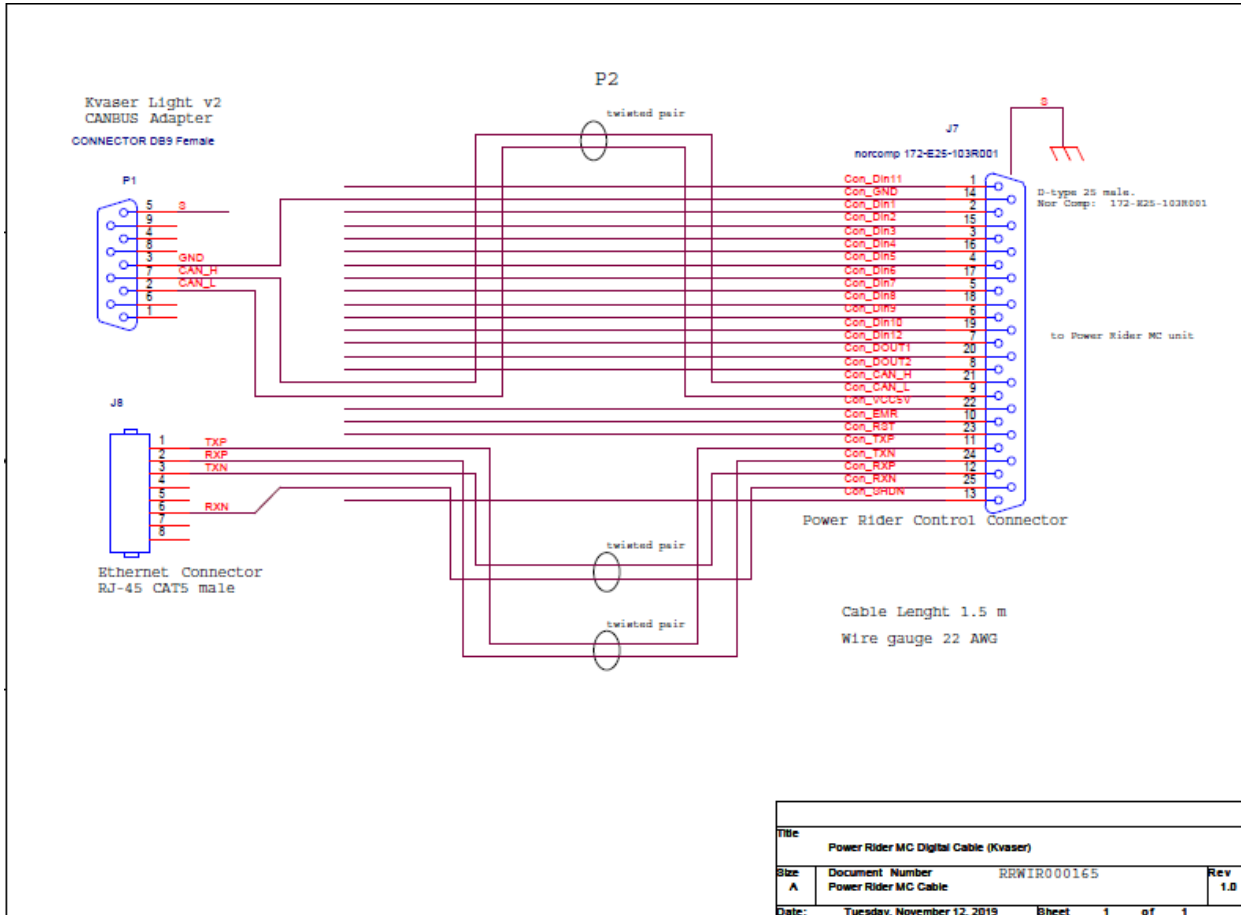 P2
Kvaser Light v2
CANBUS Adapter
CONNECTOR DB9 Female
P1
5
9
4
8
3
7
2
6
1
S
GND
CAN_H
CAN_L
twisted pair
S
J7
norcomp 172-E25-103R001
D-type 25 male.
Nor Comp: 172-E25-103R001
Con_Din11 1
Con_GND 14
Con_Din1 2
Con_Din2 15
Con_Din3 3
Con_Din4 16
Con_Din5 4
Con_Din6 17
Con_Din7 5
Con_Din8 18
Con_Din9 6
Con_Din10 19
Con_Din12 7
Con_DOUT1 20
Con_DOUT2 8
Con_CAN_H 21
Con_CAN_L 9
Con_VCC5V 22
Con_EMR 10
Con_RST 23
Con_TXP 11
Con_TXN 24
Con_RXP 12
Con_RXN 25
Con_SHDN 13
to Power Rider MC unit
Power Rider Control Connector
J8
1 TXP
2 RXP
3 TXN
4
5
6 RXN
7
8
Ethernet Connector
RJ-45 CAT5 male
twisted pair
twisted pair
Cable Lenght 1.5 m
Wire gauge 22 AWG
Title
Power Rider MC Digital Cable (Kvaser)
Size Document Number RRWIR000165 Rev
A Power Rider MC Cable 1.0
Date: Tuesday, November 12, 2019 Sheet 1 of 1